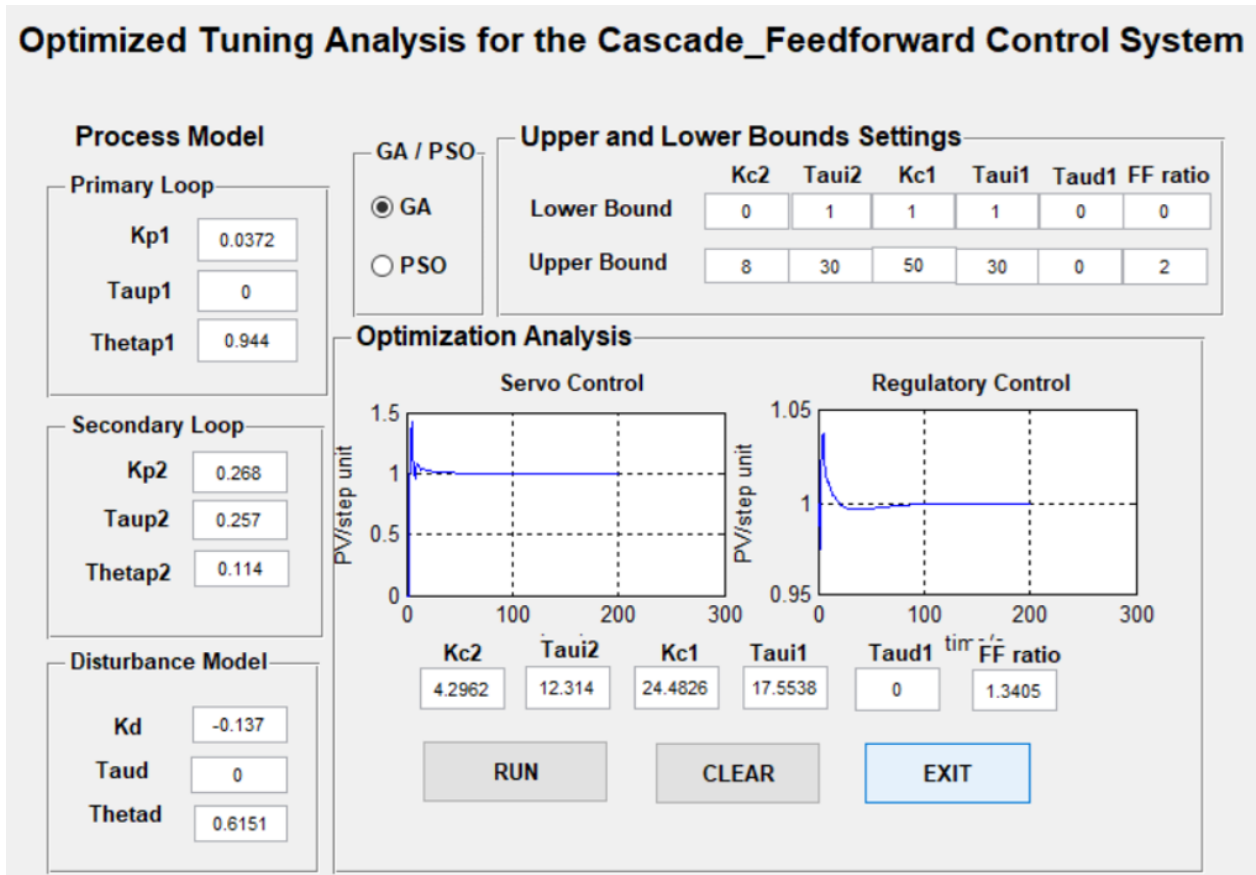 Optimized Tuning Analysis for the Cascade_Feedforward Control System
Process Model
Primary Loop
Kp1 0.0372
Taup1 0
Thetap1 0.944
Secondary Loop
Kp2 0.268
Taup2 0.257
Thetap2 0.114
Disturbance Model
Kd -0.137
Taud 0
Thetad 0.6151
GA / PSO
GA
PSO
Upper and Lower Bounds Settings
Kc2 Taui2 Kc1 Taui1 Taud1 FF ratio
Lower Bound 0 1 1 1 0 0
Upper Bound 8 30 50 30 0 2
Optimization Analysis
Servo Control
PV/step unit
1.5
1
0.5
0
0 100 200 300
Regulatory Control
PV/step unit
1.05
1
0.95
0 100 200 300
Kc2 Taui2 Kc1 Taui1 Taud1 FF ratio
4.2962 12.314 24.4826 17.5538 0 1.3405
RUN CLEAR EXIT